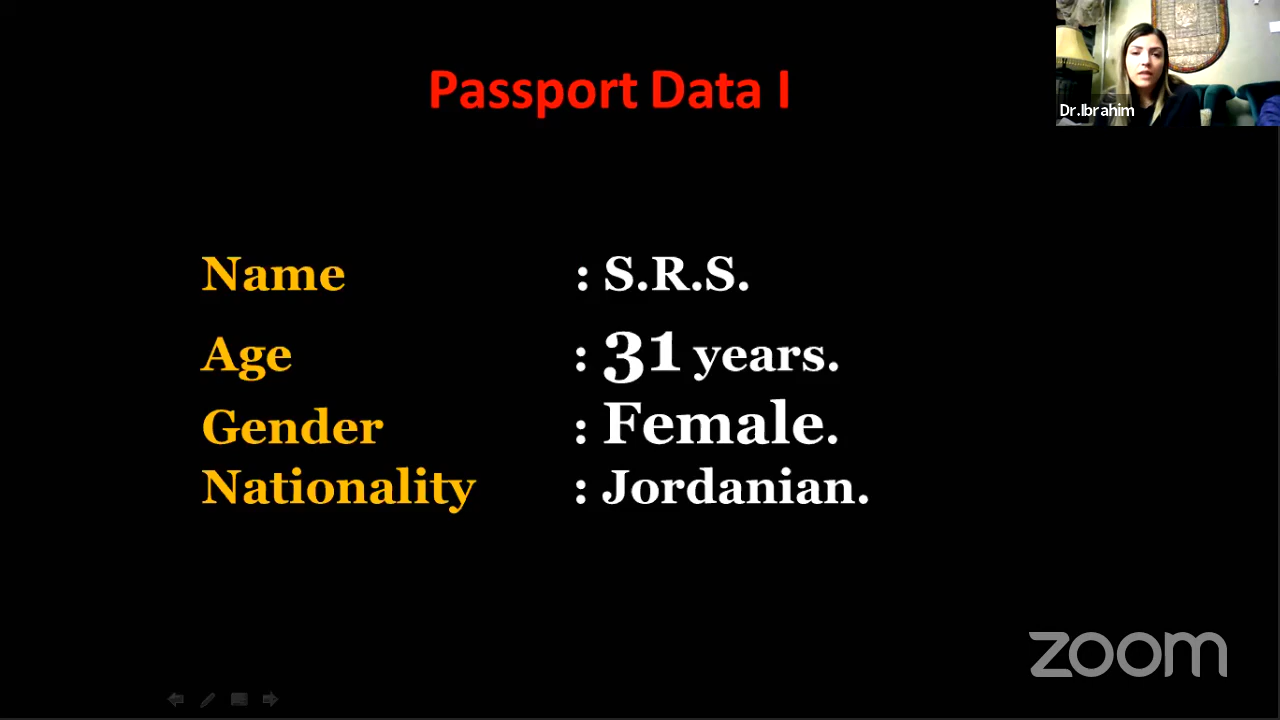 Passport Data I
Dr.Ibrahim
Name : S.R.S.
Age : 31 years.
Gender : Female.
Nationality : Jordanian.
zoom